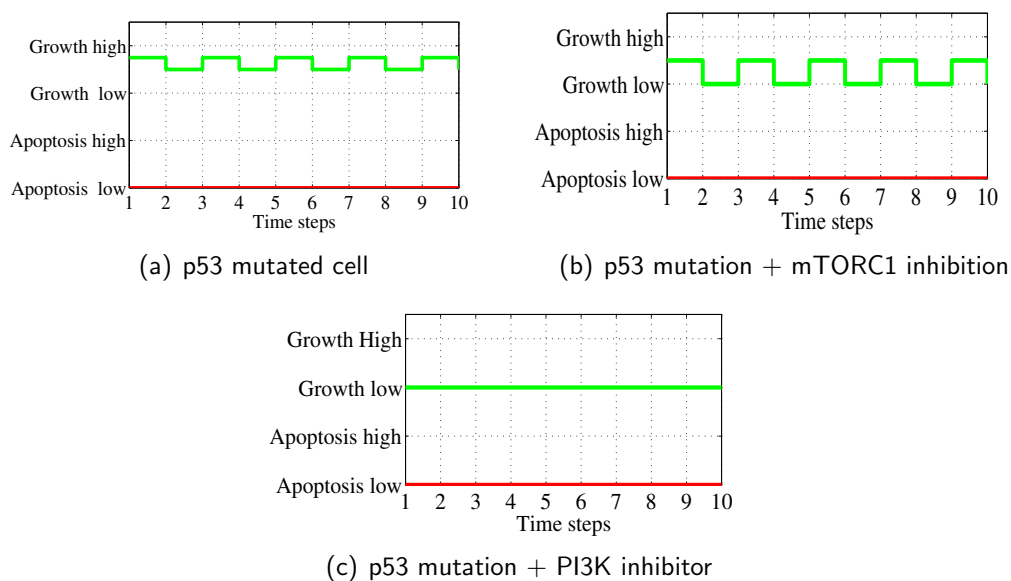 Growth high
Growth low
Apoptosis high
Apoptosis low
1 2 3 4 5 6 7 8 9 10
Time steps
(a) p53 mutated cell
Growth high
Growth low
Apoptosis high
Apoptosis low
1 2 3 4 5 6 7 8 9 10
Time steps
(b) p53 mutation + mTORC1 inhibition
Growth High
Growth low
Apoptosis high
Apoptosis low
1 2 3 4 5 6 7 8 9 10
Time steps
(c) p53 mutation + PI3K inhibitor